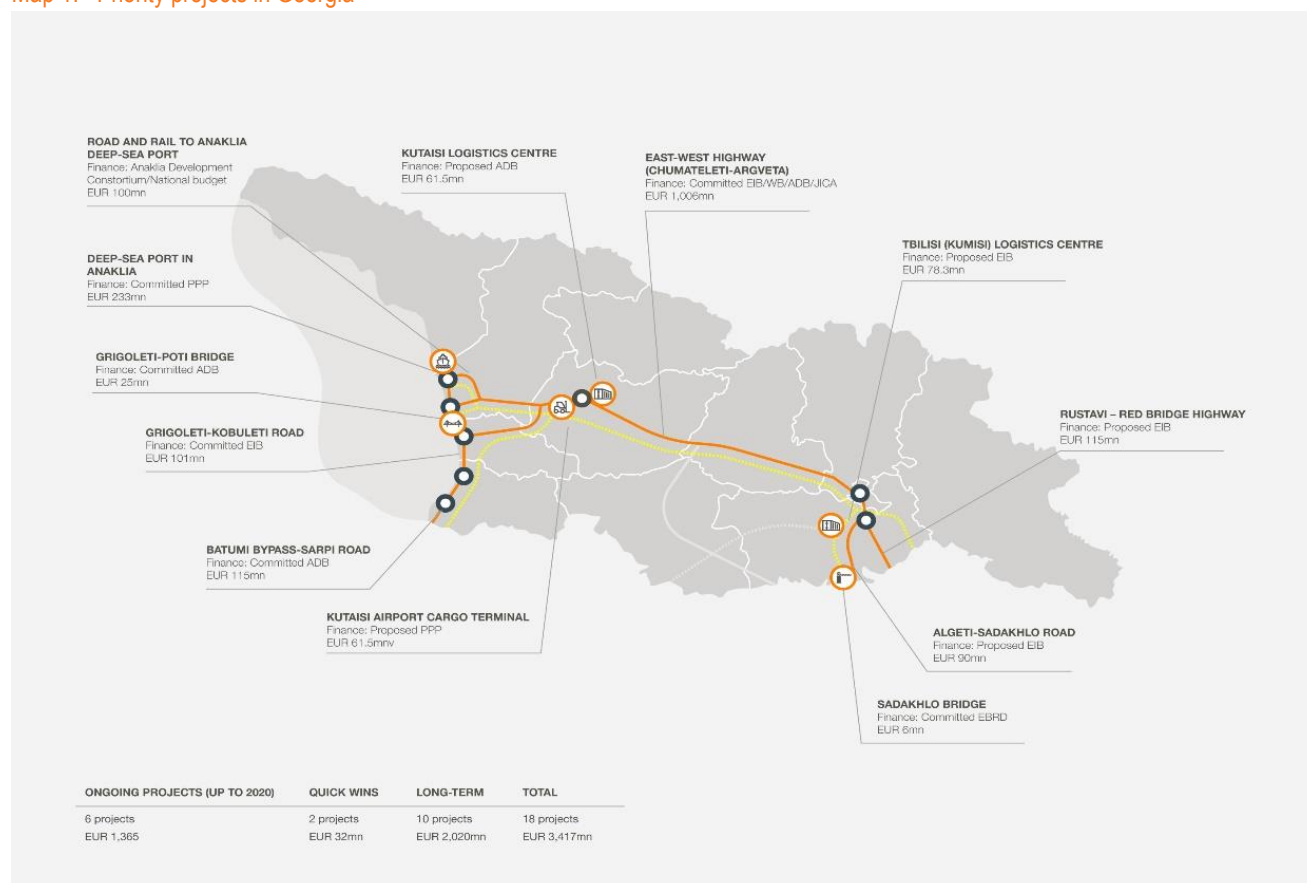 ROAD AND RAIL TO ANAKLIA
DEEP-SEA PORT
Finance: Anaklia Development
Constortium/National budget
EUR 100mn
KUTAISI LOGISTICS CENTRE
Finance: Proposed ADB
EUR 61.5mn
EAST-WEST HIGHWAY
(CHUMATELETI-ARGVETA)
Finance: Committed EIB/WB/ADB/JICA
EUR 1,006mn
TBILISI (KUMISI) LOGISTICS CENTRE
Finance: Proposed EIB
EUR 78.3mn
DEEP-SEA PORT IN
ANAKLIA
Finance: Committed PPP
EUR 233mn
GRIGOLETI-POTI BRIDGE
Finance: Committed ADB
EUR 25mn
GRIGOLETI-KOBULETI ROAD
Finance: Committed EIB
EUR 101mn
RUSTAVI – RED BRIDGE HIGHWAY
Finance: Proposed EIB
EUR 115mn
BATUMI BYPASS-SARPI ROAD
Finance: Committed ADB
EUR 115mn
KUTAISI AIRPORT CARGO TERMINAL
Finance: Proposed PPP
EUR 61.5mnv
ALGETI-SADAKHLO ROAD
Finance: Proposed EIB
EUR 90mn
SADAKHLO BRIDGE
Finance: Committed EBRD
EUR 6mn
ONGOING PROJECTS (UP TO 2020) QUICK WINS LONG-TERM TOTAL
6 projects 2 projects 10 projects 18 projects
EUR 1,365 EUR 32mn EUR 2,020mn EUR 3,417mn